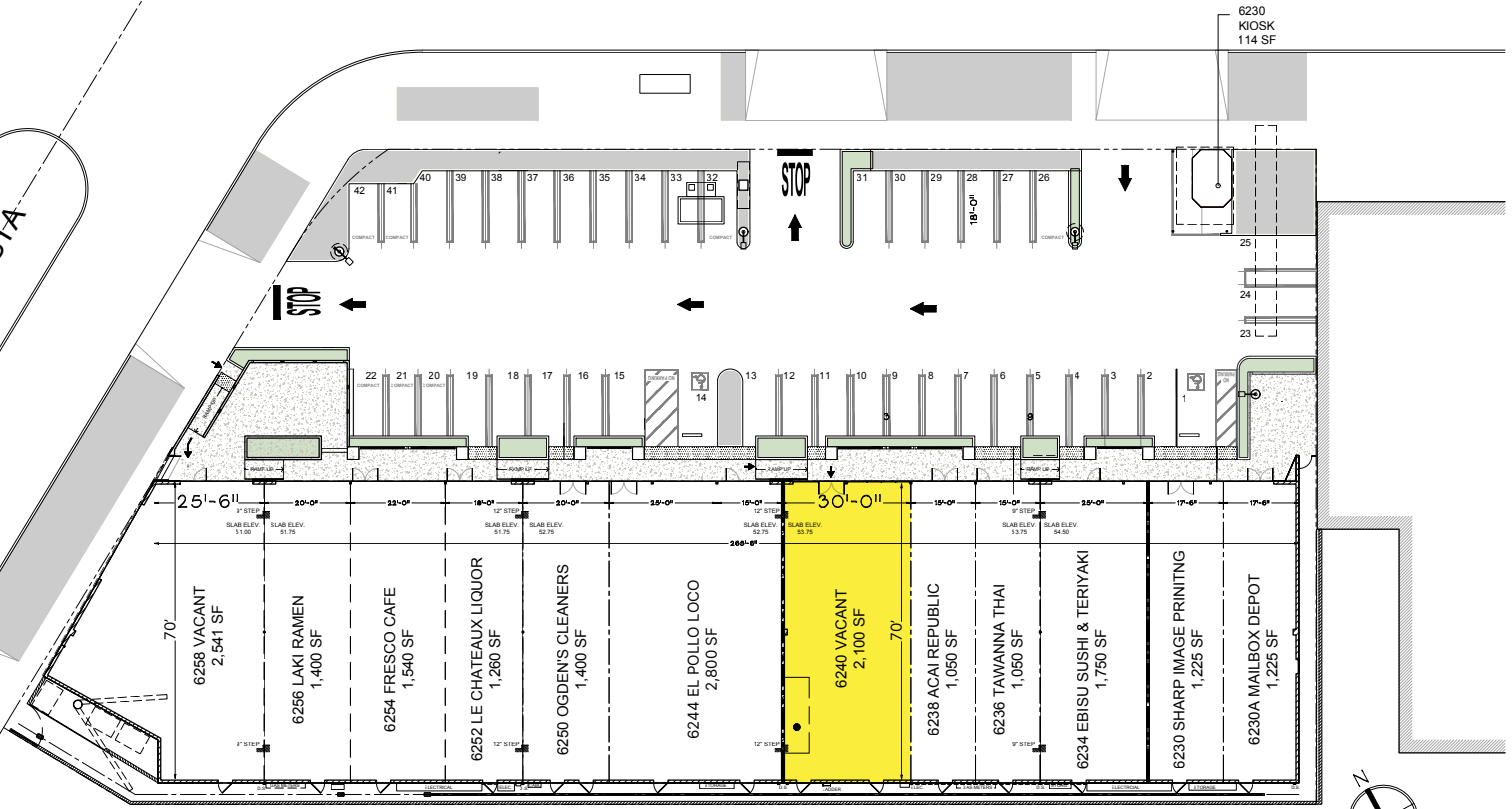 6230
KIOSK
114 SF
STOP
STOP
42
41
40
39
38
37
36
35
34
33
32
31
30
29
28
27
26
18'-0"
COMPACT
COMPACT
COMPACT
COMPACT
25
24
23
22
21
20
19
18
17
16
15
14
13
12
11
10
9
8
7
6
5
4
3
2
1
COMPACT
COMPACT
NO PARKING
RAMP UP
RAMP UP
RAMP UP
RAMP UP
25'-6"
20'-0"
22'-0"
18'-0"
20'-0"
25'-0"
15'-0"
30'-0"
15'-0"
15'-0"
25'-0"
17'-6"
17'-6"
12" STEP
12" STEP
9" STEP
SLAB ELEV.
51.00
SLAB ELEV.
51.75
SLAB ELEV.
51.75
SLAB ELEV.
52.75
SLAB ELEV.
52.75
SLAB ELEV.
53.75
SLAB ELEV.
53.75
SLAB ELEV.
54.50
70'
6258 VACANT
2,541 SF
6256 LAKI RAMEN
1,400 SF
6254 FRESCO CAFE
1,540 SF
6252 LE CHATEAUX LIQUOR
1,260 SF
6250 OGDEN'S CLEANERS
1,400 SF
6244 EL POLLO LOCO
2,800 SF
6240 VACANT
2,100 SF
70'
6238 ACAI REPUBLIC
1,050 SF
6236 TAWANNA THAI
1,050 SF
6234 EBISU SUSHI & TERIYAKI
1,750 SF
6230 SHARP IMAGE PRINITNG
1,225 SF
6230A MAILBOX DEPOT
1,225 SF
12" STEP
12" STEP
9" STEP
D.S.
ELECTRICAL
ELEC.
STORAGE
D.S.
LADDER
ELEC.
GAS METERS
D.S.
ELECTRICAL
STORAGE
D.S.
N